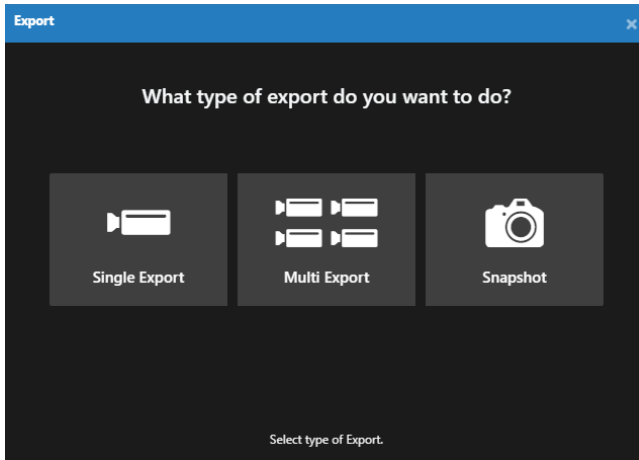 Export
What type of export do you want to do?
Single Export
Multi Export
Snapshot
Select type of Export.